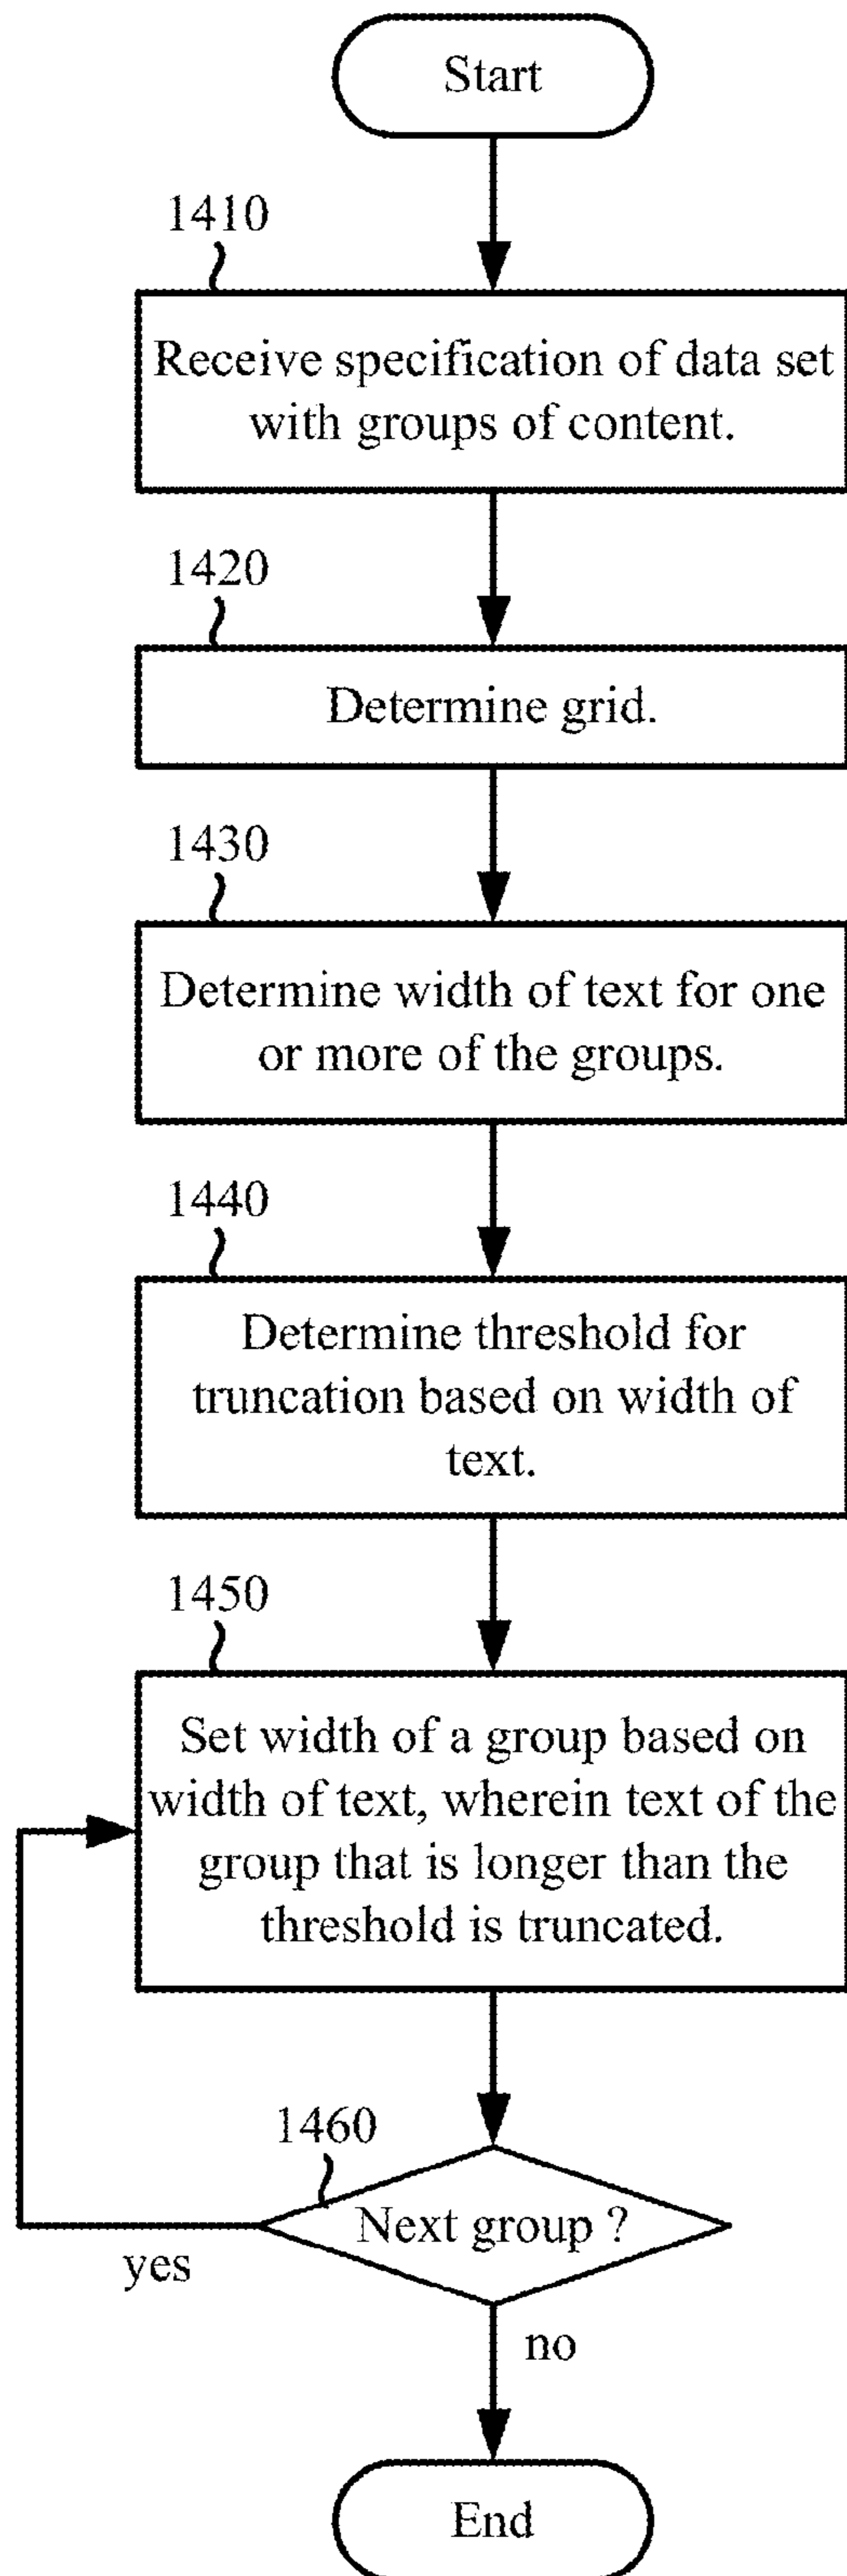 Start
1410
Receive specification of data set
with groups of content.
1420
Determine grid.
1430
Determine width of text for one
or more of the groups.
1440
Determine threshold for
truncation based on width of
text.
1450
Set width of a group based on
width of text, wherein text of the
group that is longer than the
threshold is truncated.
1460
Next group ?
yes
no
End